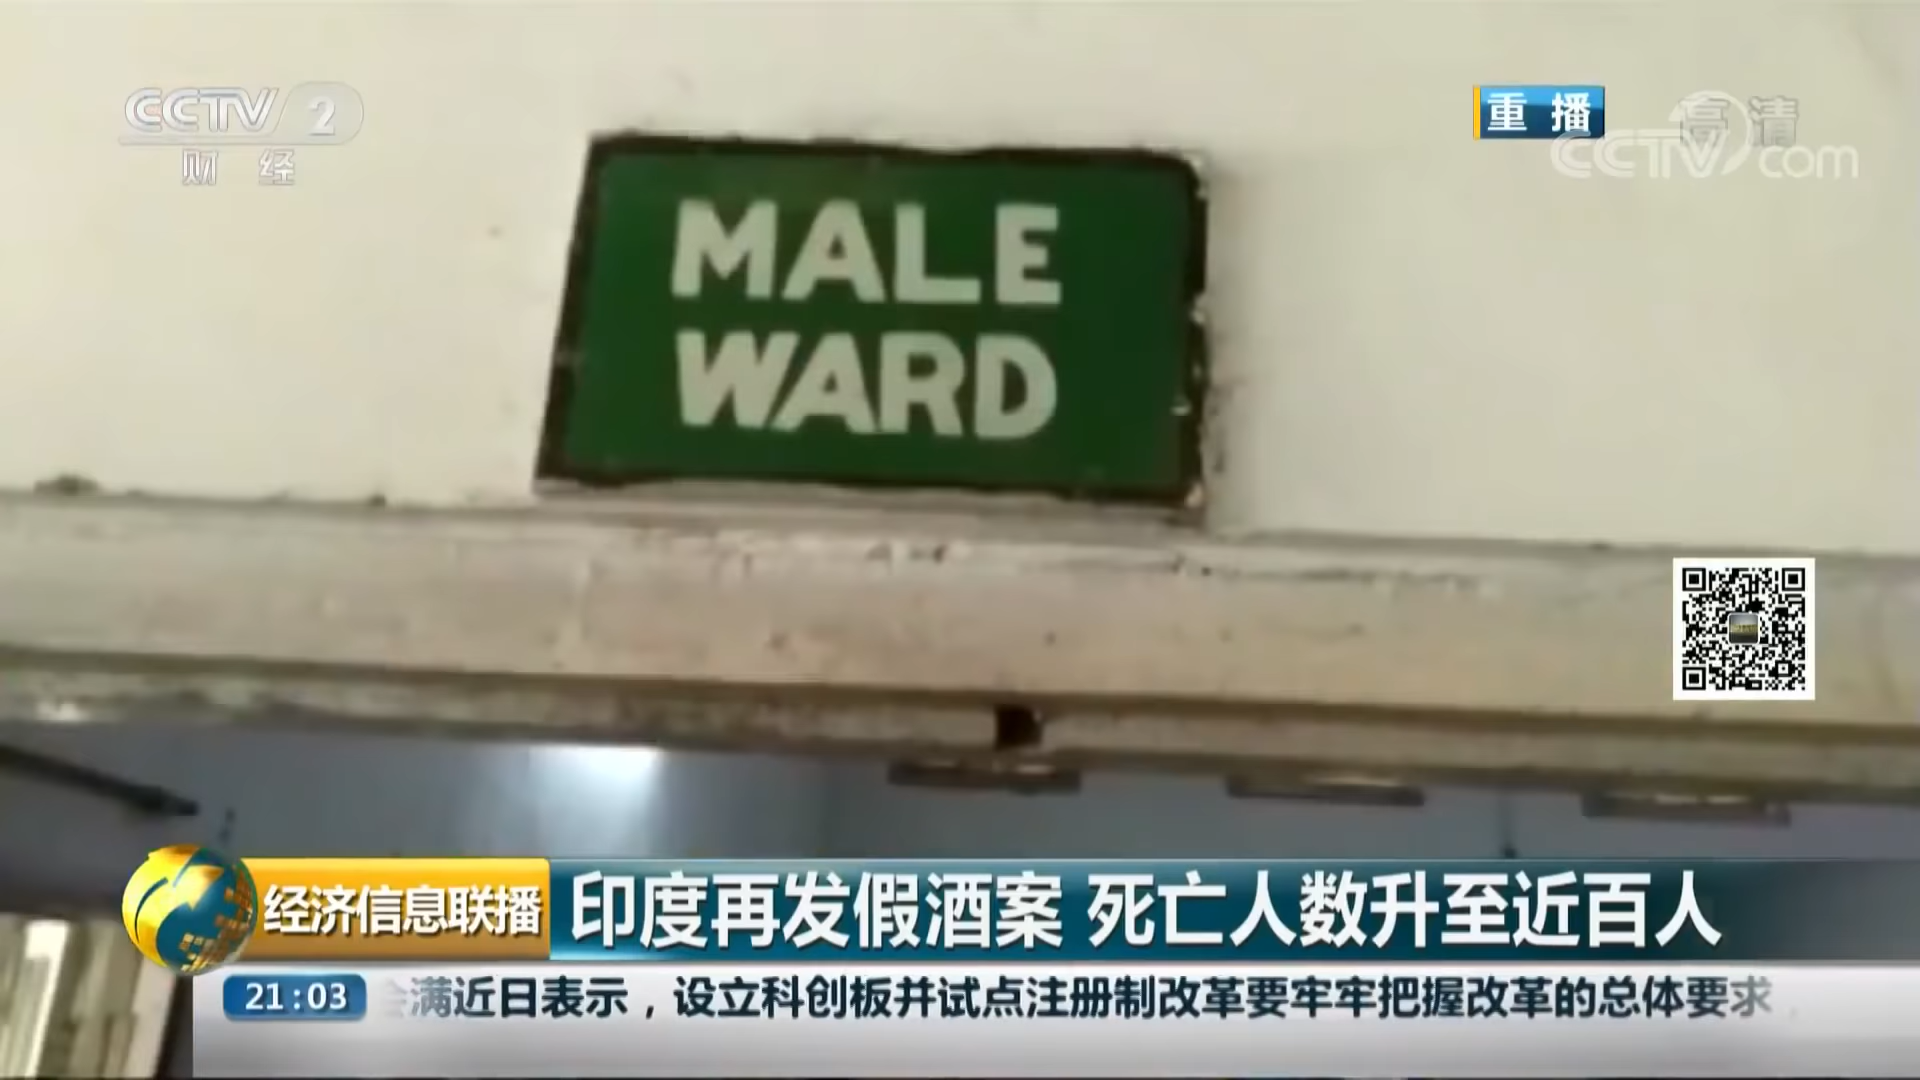 CCTV 2
财 经
重 播
高清
CCTV com
MALE
WARD
经济信息联播
印度再发假酒案 死亡人数升至近百人
21:03
满近日表示，设立科创板并试点注册制改革要牢牢把握改革的总体要求，